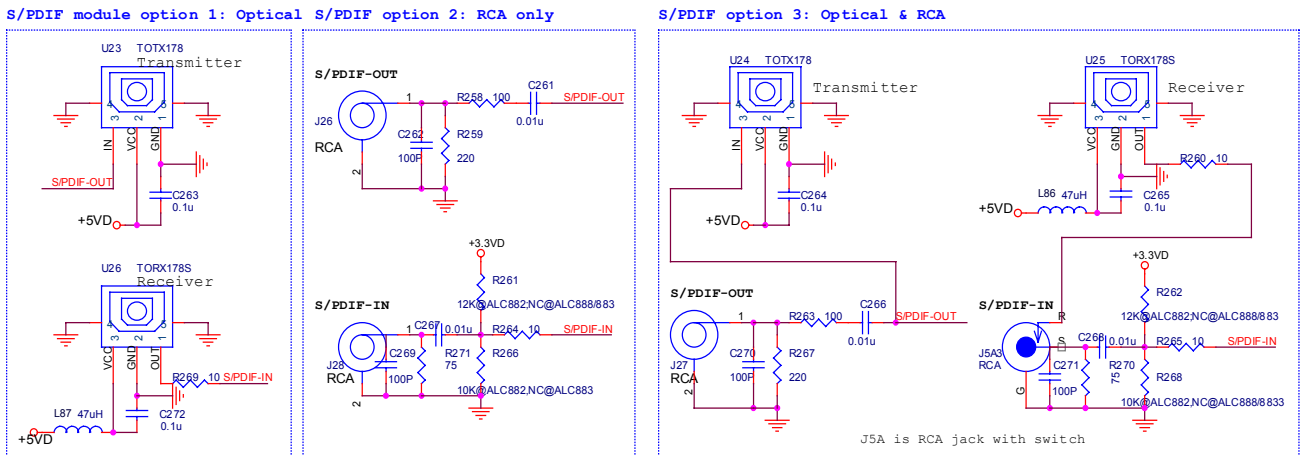 S/PDIF module option 1: Optical
U23 TOTX178
Transmitter
4
5
3
2
1
IN
VCC
GND
S/PDIF-OUT
C263
0.1u
+5VD
U26 TORX178S
Receiver
4
5
3
2
1
VCC
GND
OUT
R269 10 S/PDIF-IN
L87 47uH
C272
0.1u
+5VD
S/PDIF option 2: RCA only
S/PDIF-OUT
C261
1
R258 100
S/PDIF-OUT
0.01u
J26
C262
R259
RCA
100P
220
2
+3.3VD
R261
S/PDIF-IN
12K@ALC882;NC@ALC888/883
1
C267 0.01u
R264 10
S/PDIF-IN
C269
R271
R266
J28
RCA
75
100P
10K@ALC882,NC@ALC883
2
S/PDIF option 3: Optical & RCA
U24 TOTX178
Transmitter
4
5
3
2
1
IN
VCC
GND
C264
0.1u
+5VD
U25 TORX178S
Receiver
4
5
3
2
1
VCC
GND
OUT
R260 10
L86 47uH
C265
0.1u
+5VD
S/PDIF-OUT
C266
1
R263 100
S/PDIF-OUT
0.01u
J27
C270
R267
RCA
100P
220
2
+3.3VD
R262
S/PDIF-IN
12K@ALC882;NC@ALC888/883
R
S
C268 0.01u
R265 10
S/PDIF-IN
J5A3
RCA
C271
R270
75
R268
100P
G
10K@ALC882;NC@ALC888/8833
J5A is RCA jack with switch